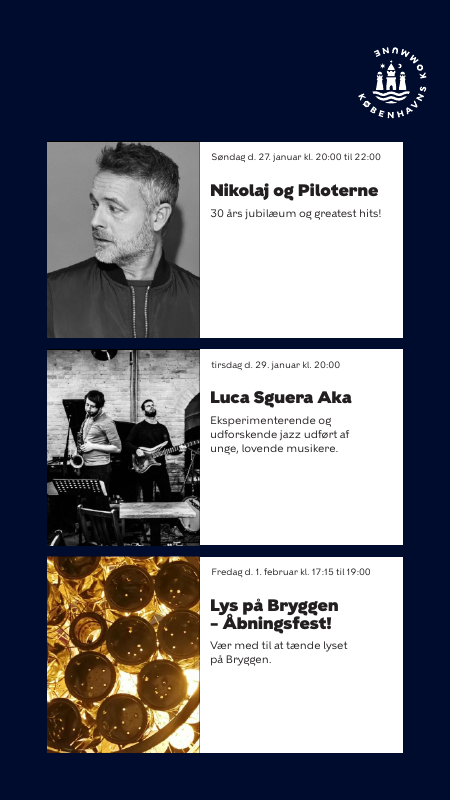 KØBENHAVNS KOMMUNE
Søndag d. 27. januar kl. 20:00 til 22:00
Nikolaj og Piloterne
30 års jubilæum og greatest hits!
tirsdag d. 29. januar kl. 20:00
Luca Sguera Aka
Eksperimenterende og
udforskende jazz udført af
unge, lovende musikere.
Fredag d. 1. februar kl. 17:15 til 19:00
Lys på Bryggen
– Åbningsfest!
Vær med til at tænde lyset
på Bryggen.